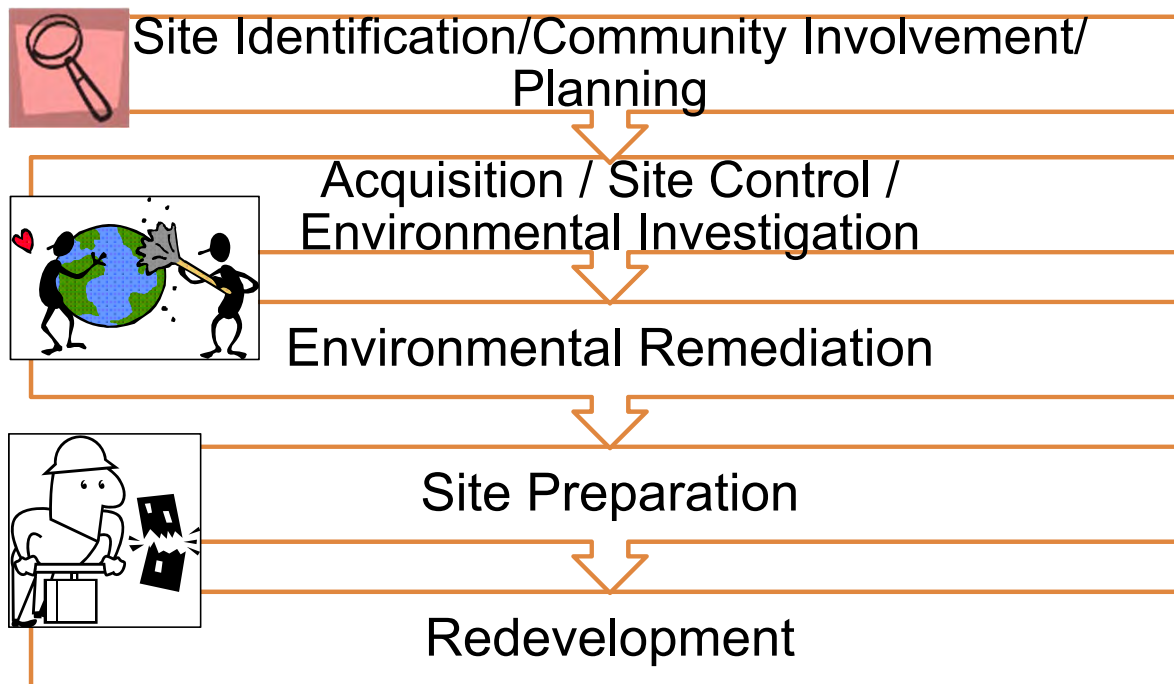 Site Identification/Community Involvement/
Planning
Acquisition / Site Control /
Environmental Investigation
Environmental Remediation
Site Preparation
Redevelopment